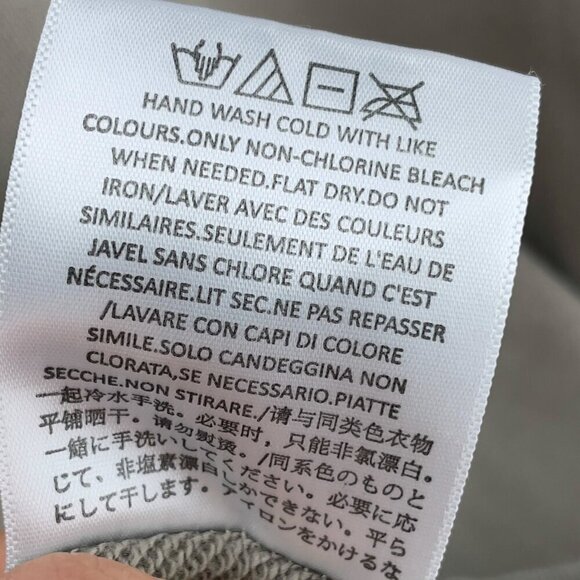 HAND WASH COLD WITH LIKE
COLOURS.ONLY NON-CHLORINE BLEACH
WHEN NEEDED.FLAT DRY.DO NOT
IRON/LAVER AVEC DES COULEURS
SIMILAIRES.SEULEMENT DE L'EAU DE
JAVEL SANS CHLORE QUAND C'EST
NÉCESSAIRE.LIT SEC.NE PAS REPASSER
/LAVARE CON CAPI DI COLORE
SIMILE.SOLO CANDEGGINA NON
CLORATA,SE NECESSARIO.PIATTE
SECCHE.NON STIRARE./请与同类色衣物
一起冷水手洗。必要时，只能非氯漂白。
平铺晒干。请勿熨烫。/同系色のものと
一緒に手洗いしてください。必要に応
じて、非塩素漂白しかできない。平ら
にして干します。アイロンをかけるな